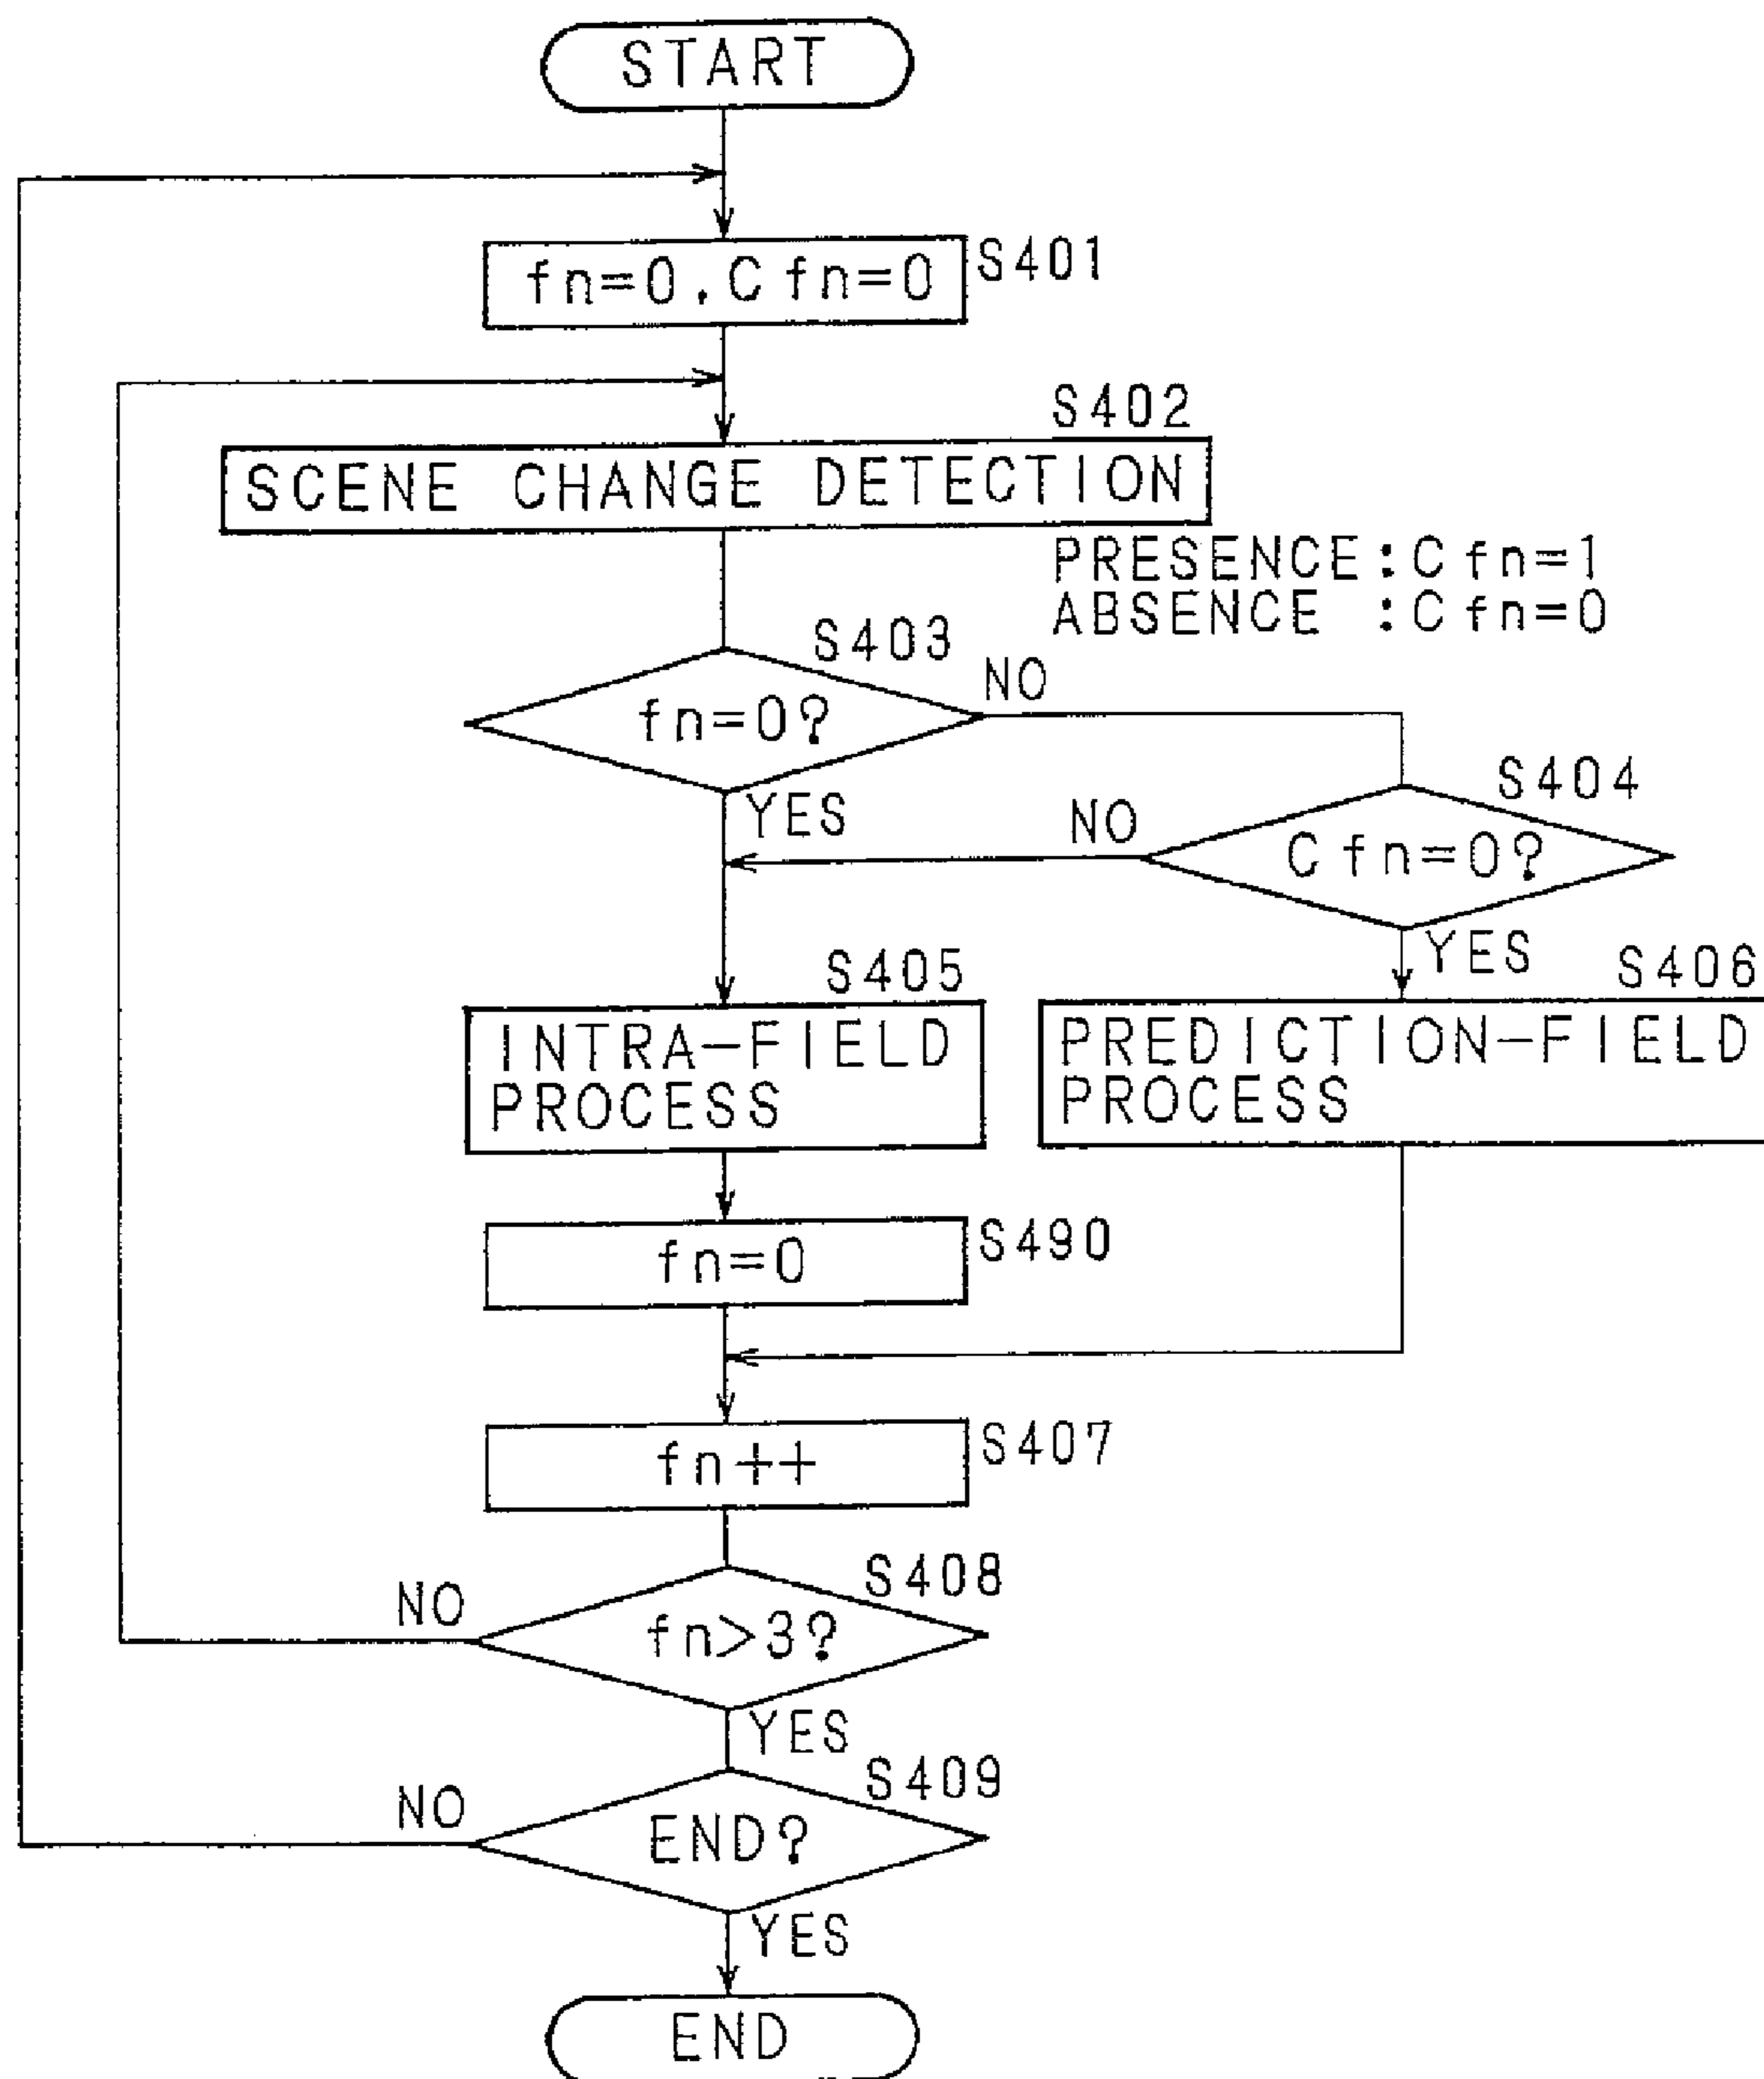 START
fn=0.Cfn=0
S401
S402
SCENE CHANGE DETECTION
PRESENCE:Cfn=1
ABSENCE :Cfn=0
S403
fn=0?
NO
YES
S404
Cfn=0?
NO
YES
S405
INTRA-FIELD
PROCESS
S406
PREDICTION-FIELD
PROCESS
fn=0
S490
fn++
S407
S408
fn>3?
NO
YES
S409
END?
NO
YES
END